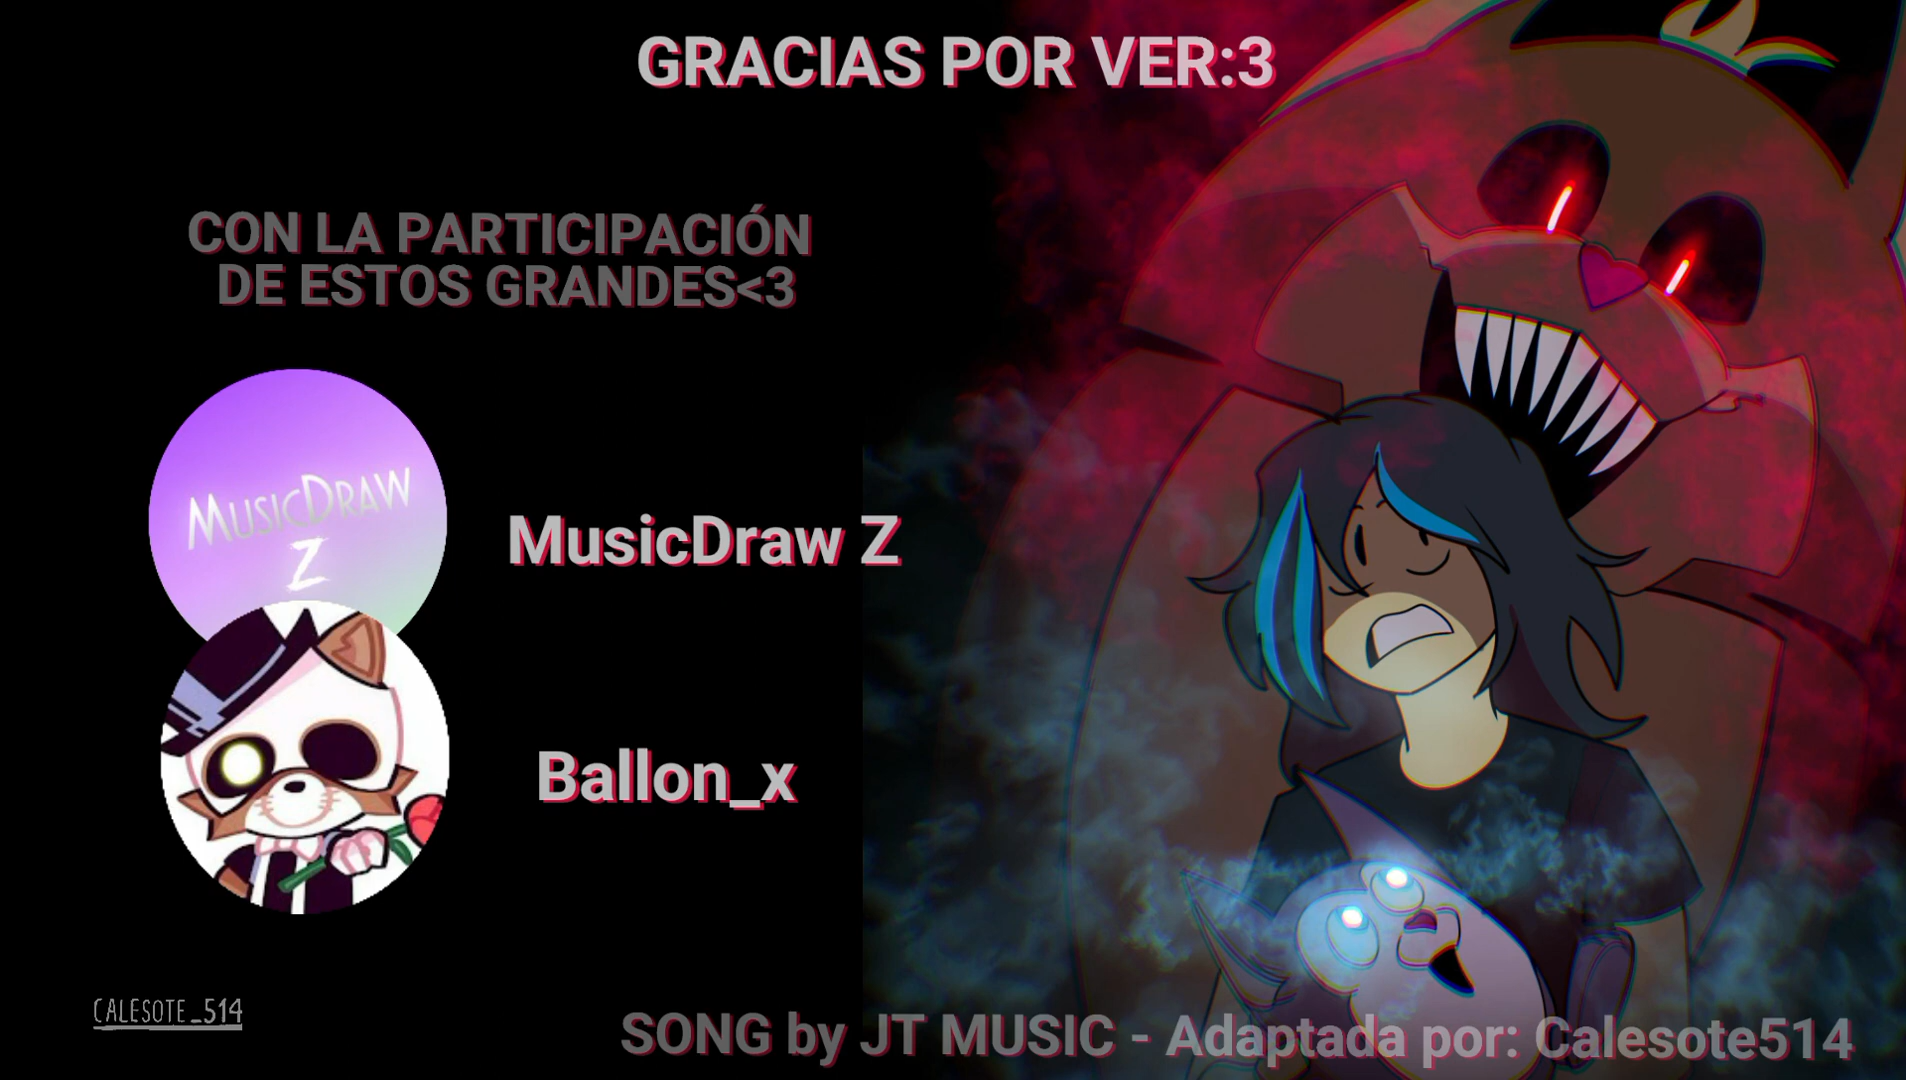 GRACIAS POR VER:3
CON LA PARTICIPACIÓN
DE ESTOS GRANDES<3
MUSICDRAW
Z
MusicDraw Z
Ballon_x
CALESOTE_514
SONG by JT MUSIC - Adaptada por: Calesote514